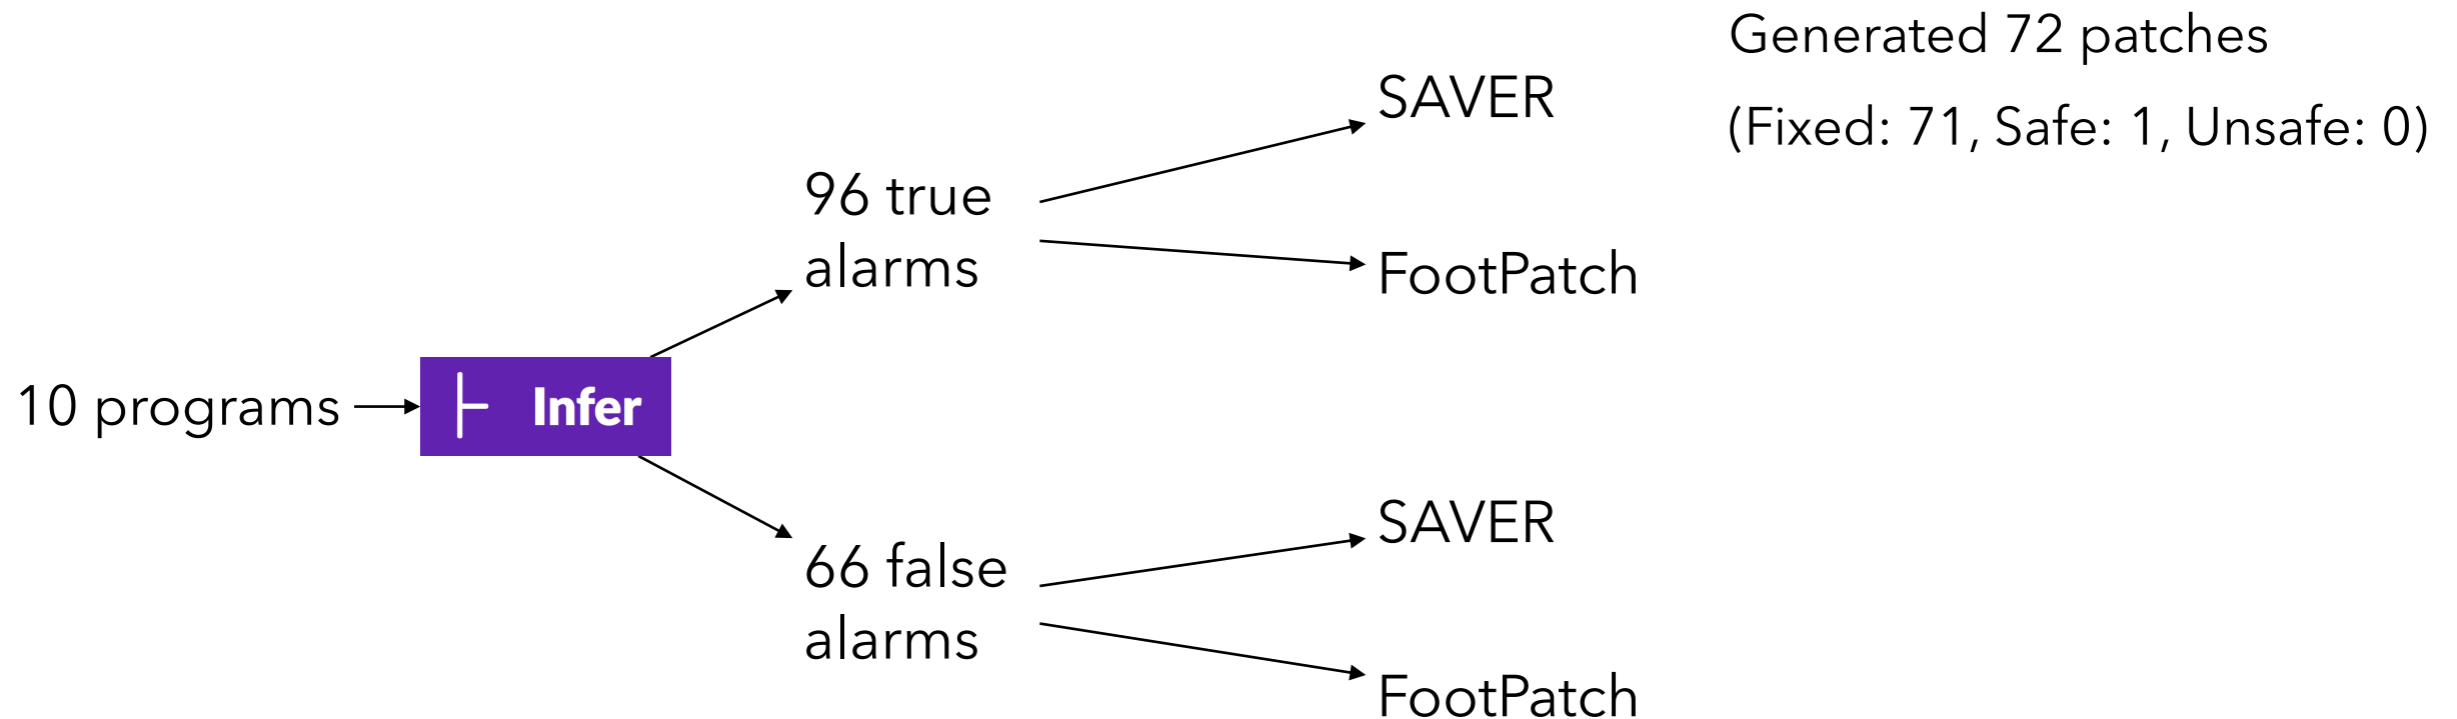 Generated 72 patches
SAVER
(Fixed: 71, Safe: 1, Unsafe: 0)
96 true
alarms
FootPatch
10 programs
Infer
SAVER
66 false
alarms
FootPatch